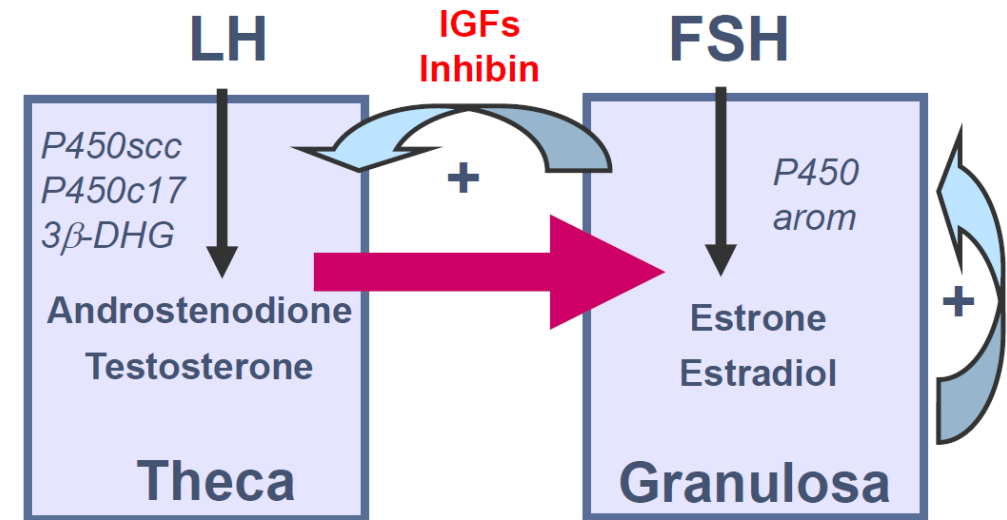 LH
IGFs
Inhibin
FSH
P450scc
P450c17
3β-DHG
+
P450
arom
+
Androstenodione
Testosterone
Estrone
Estradiol
Theca
Granulosa